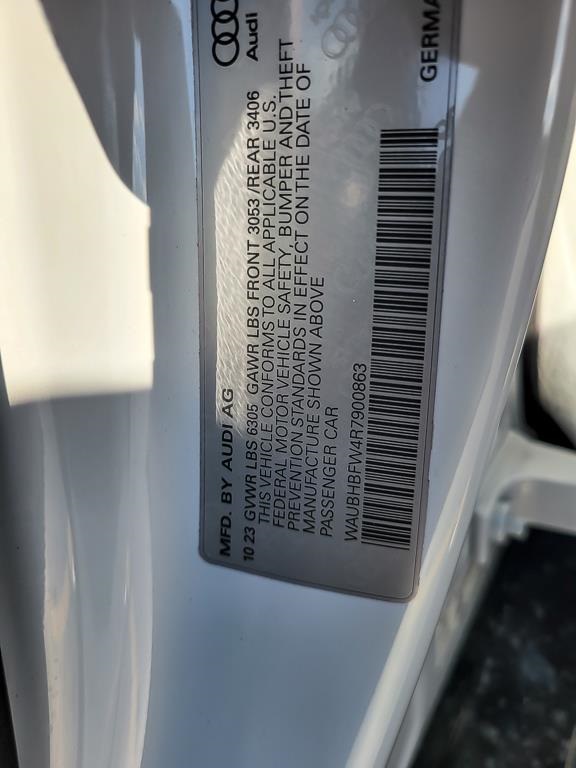 Audi
MFD. BY AUDI AG
10 23 GVWR LBS 6305 GAWR LBS FRONT 3053 /REAR 3406
THIS VEHICLE CONFORMS TO ALL APPLICABLE U.S.
FEDERAL MOTOR VEHICLE SAFETY, BUMPER AND THEFT
PREVENTION STANDARDS IN EFFECT ON THE DATE OF
MANUFACTURE SHOWN ABOVE
PASSENGER CAR
WAUBHBFW4R7900863
GERMA